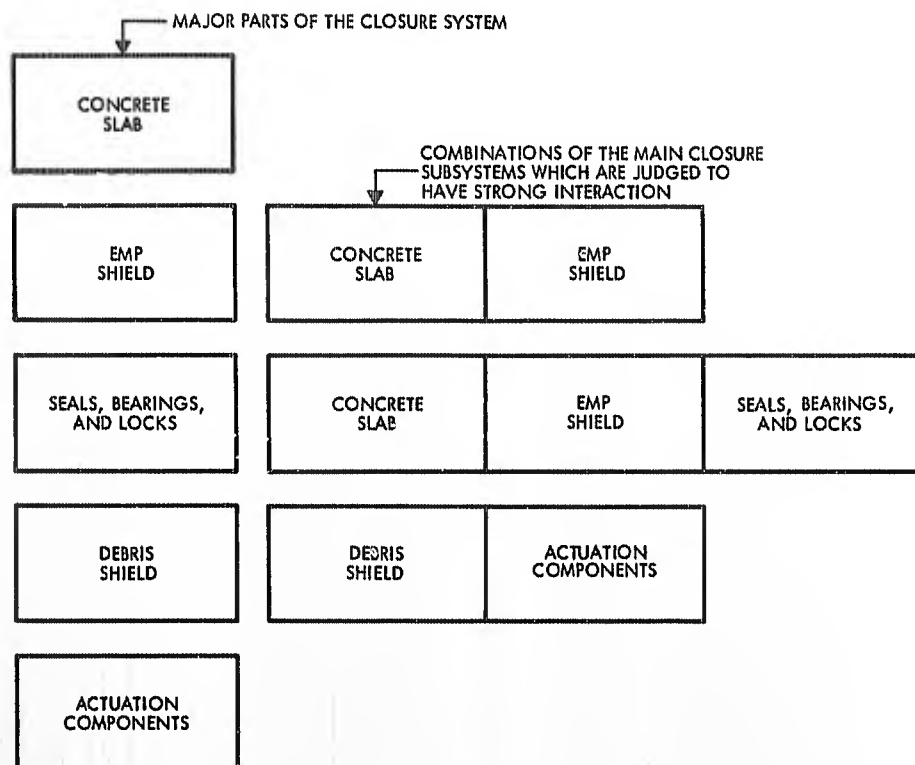 MAJOR PARTS OF THE CLOSURE SYSTEM
CONCRETE
SLAB
COMBINATIONS OF THE MAIN CLOSURE
SUBSYSTEMS WHICH ARE JUDGED TO
HAVE STRONG INTERACTION
EMP
SHIELD
CONCRETE
SLAB
EMP
SHIELD
SEALS, BEARINGS,
AND LOCKS
CONCRETE
SLAB
EMP
SHIELD
SEALS, BEARINGS,
AND LOCKS
DEBRIS
SHIELD
DEBRIS
SHIELD
ACTUATION
COMPONENTS
ACTUATION
COMPONENTS